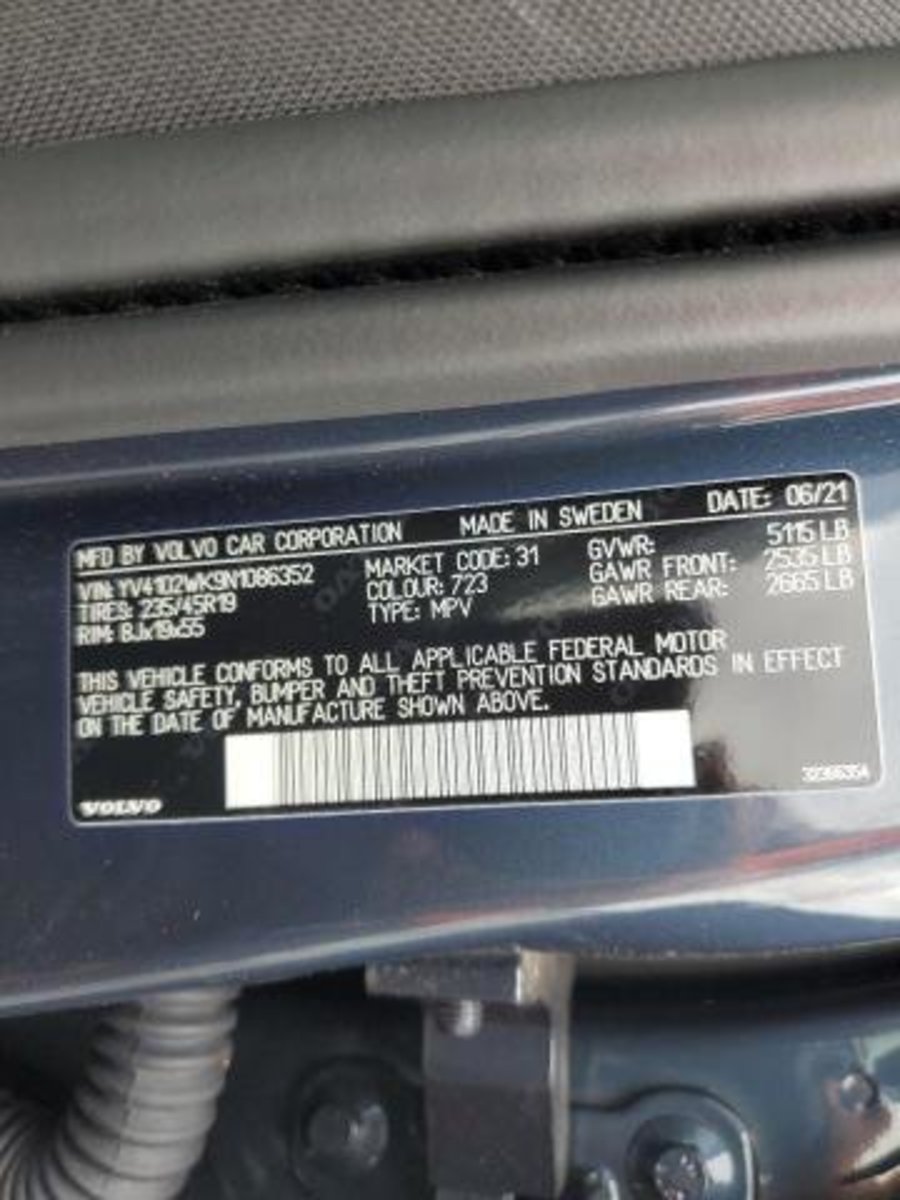 MFD BY VOLVO CAR CORPORATION MADE IN SWEDEN DATE: 06/21
VIN: YV4102WK9N1086352 MARKET CODE: 31 GVWR: 5115 LB
TIRES: 235/45R19 COLOUR: 723 GAWR FRONT: 2535 LB
RIM: 8Jx19x55 TYPE: MPV GAWR REAR: 2665 LB
THIS VEHICLE CONFORMS TO ALL APPLICABLE FEDERAL MOTOR
VEHICLE SAFETY, BUMPER AND THEFT PREVENTION STANDARDS IN EFFECT
ON THE DATE OF MANUFACTURE SHOWN ABOVE.
VOLVO